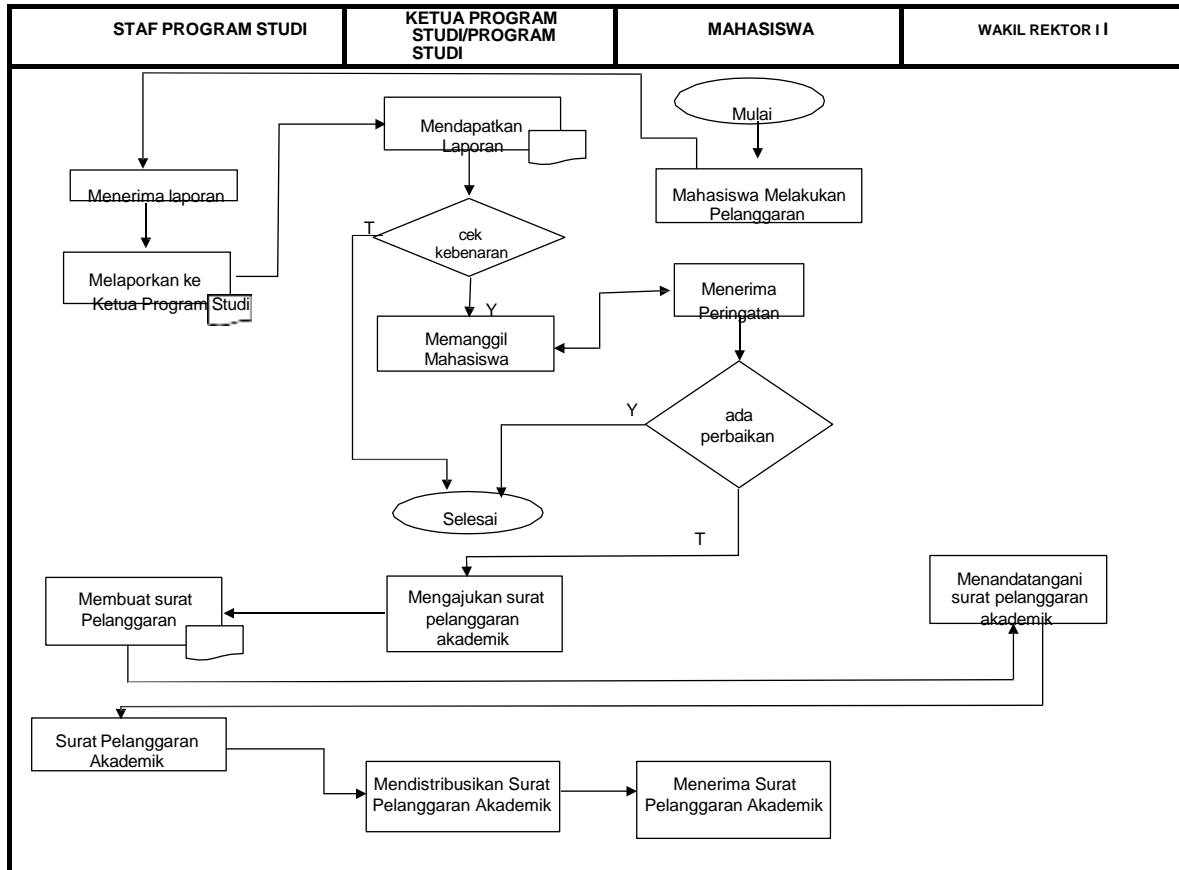 STAF PROGRAM STUDI
KETUA PROGRAM
STUDI/PROGRAM
STUDI
MAHASISWA
WAKIL REKTOR I I
Mulai
Mendapatkan
Laporan
Menerima laporan
Mahasiswa Melakukan
Pelanggaran
T
cek
kebenaran
Melaporkan ke
Ketua Program Studi
Menerima
Peringatan
Y
Memanggil
Mahasiswa
Y
ada
perbaikan
Selesai
T
Membuat surat
Pelanggaran
Mengajukan surat
pelanggaran
akademik
Menandatangani
surat pelanggaran
akademik
Surat Pelanggaran
Akademik
Mendistribusikan Surat
Pelanggaran Akademik
Menerima Surat
Pelanggaran Akademik